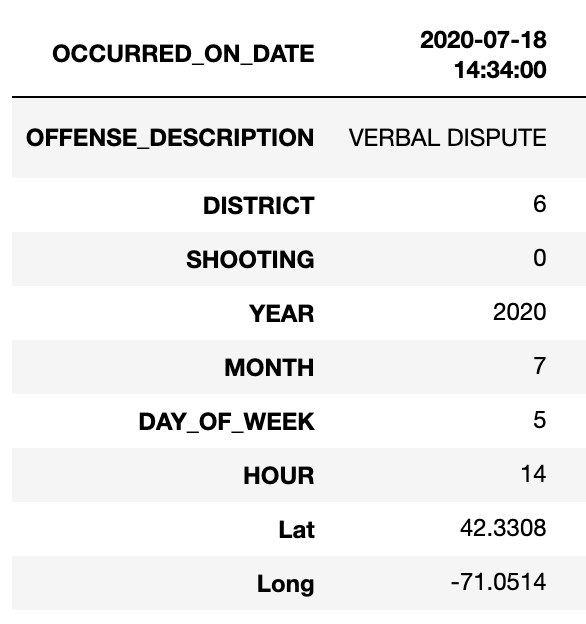 OCCURRED_ON_DATE 2020-07-18 14:34:00
OFFENSE_DESCRIPTION VERBAL DISPUTE
DISTRICT 6
SHOOTING 0
YEAR 2020
MONTH 7
DAY_OF_WEEK 5
HOUR 14
Lat 42.3308
Long -71.0514